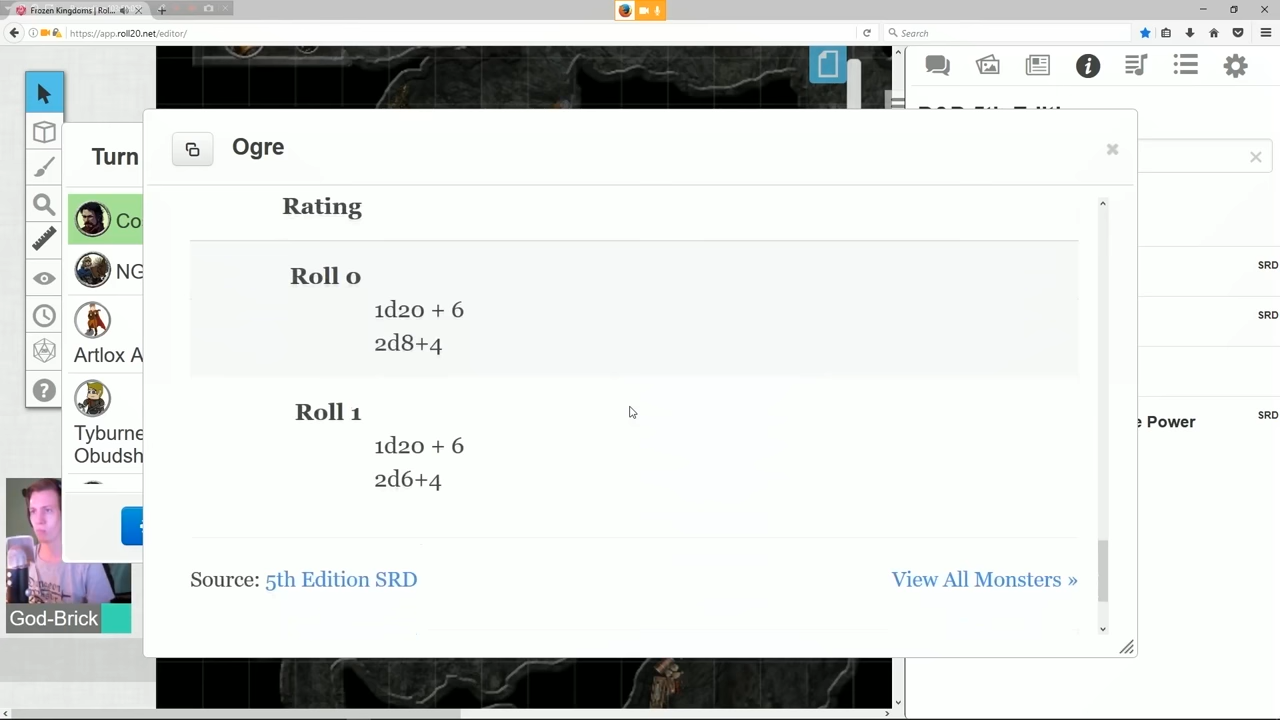 Frozen Kingdoms | Rol...
https://app.roll20.net/editor/
Search
Turn
Ogre
Co
NG
Artlox A
Tyburne
Obudsh
God-Brick
Rating
Roll 0
1d20 + 6
2d8+4
Roll 1
1d20 + 6
2d6+4
Source: 5th Edition SRD
View All Monsters »
SRD
SRD
e Power
SRD